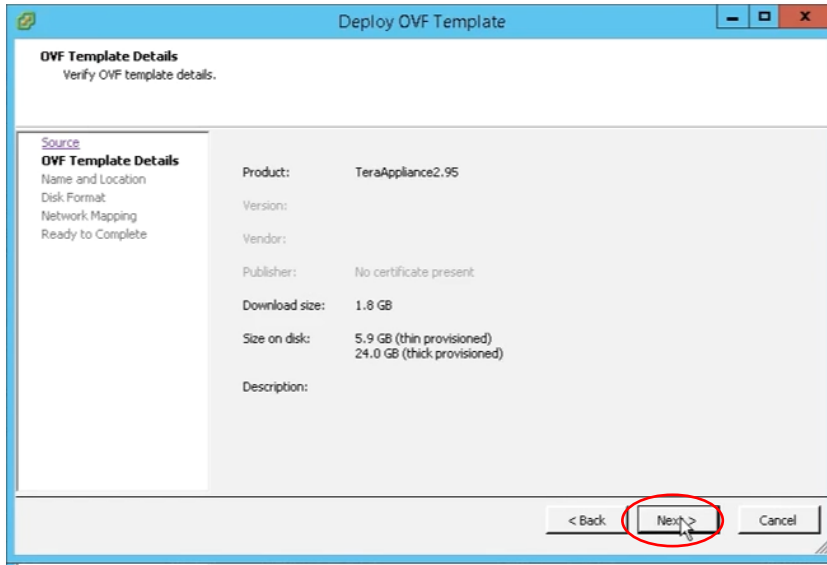 Deploy OVF Template
OVF Template Details
Verify OVF template details.
Source
OVF Template Details
Name and Location
Disk Format
Network Mapping
Ready to Complete
Product: TeraAppliance2.95
Version:
Vendor:
Publisher: No certificate present
Download size: 1.8 GB
Size on disk: 5.9 GB (thin provisioned)
24.0 GB (thick provisioned)
Description:
< Back Next > Cancel